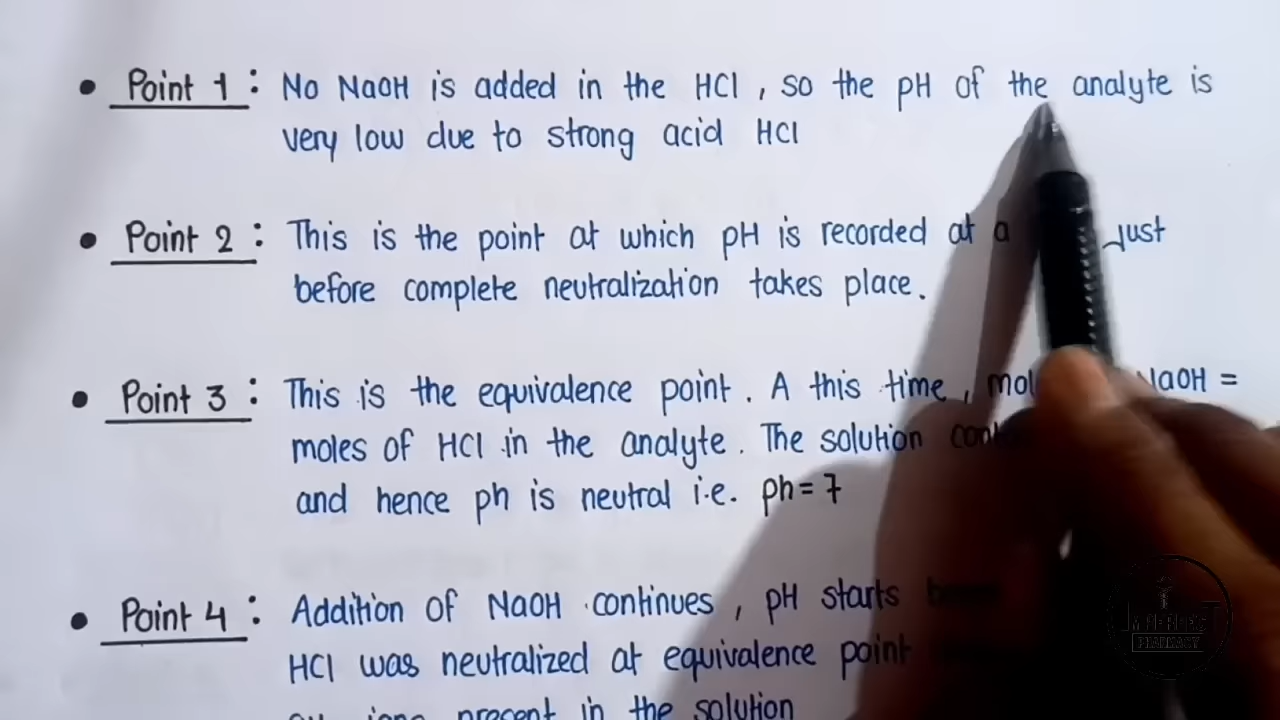 • Point 1 : No NaOH is added in the HCl , so the pH of the analyte is
very low due to strong acid HCl
• Point 2 : This is the point at which pH is recorded at a Just
before complete neutralization takes place.
• Point 3 : This is the equivalence point . A this time , NaOH =
moles of HCl in the analyte . The solution
and hence ph is neutral i.e. ph = 7
• Point 4 : Addition of NaOH continues , pH starts
HCl was neutralized at equivalence point
present in the solution
PHARMACY